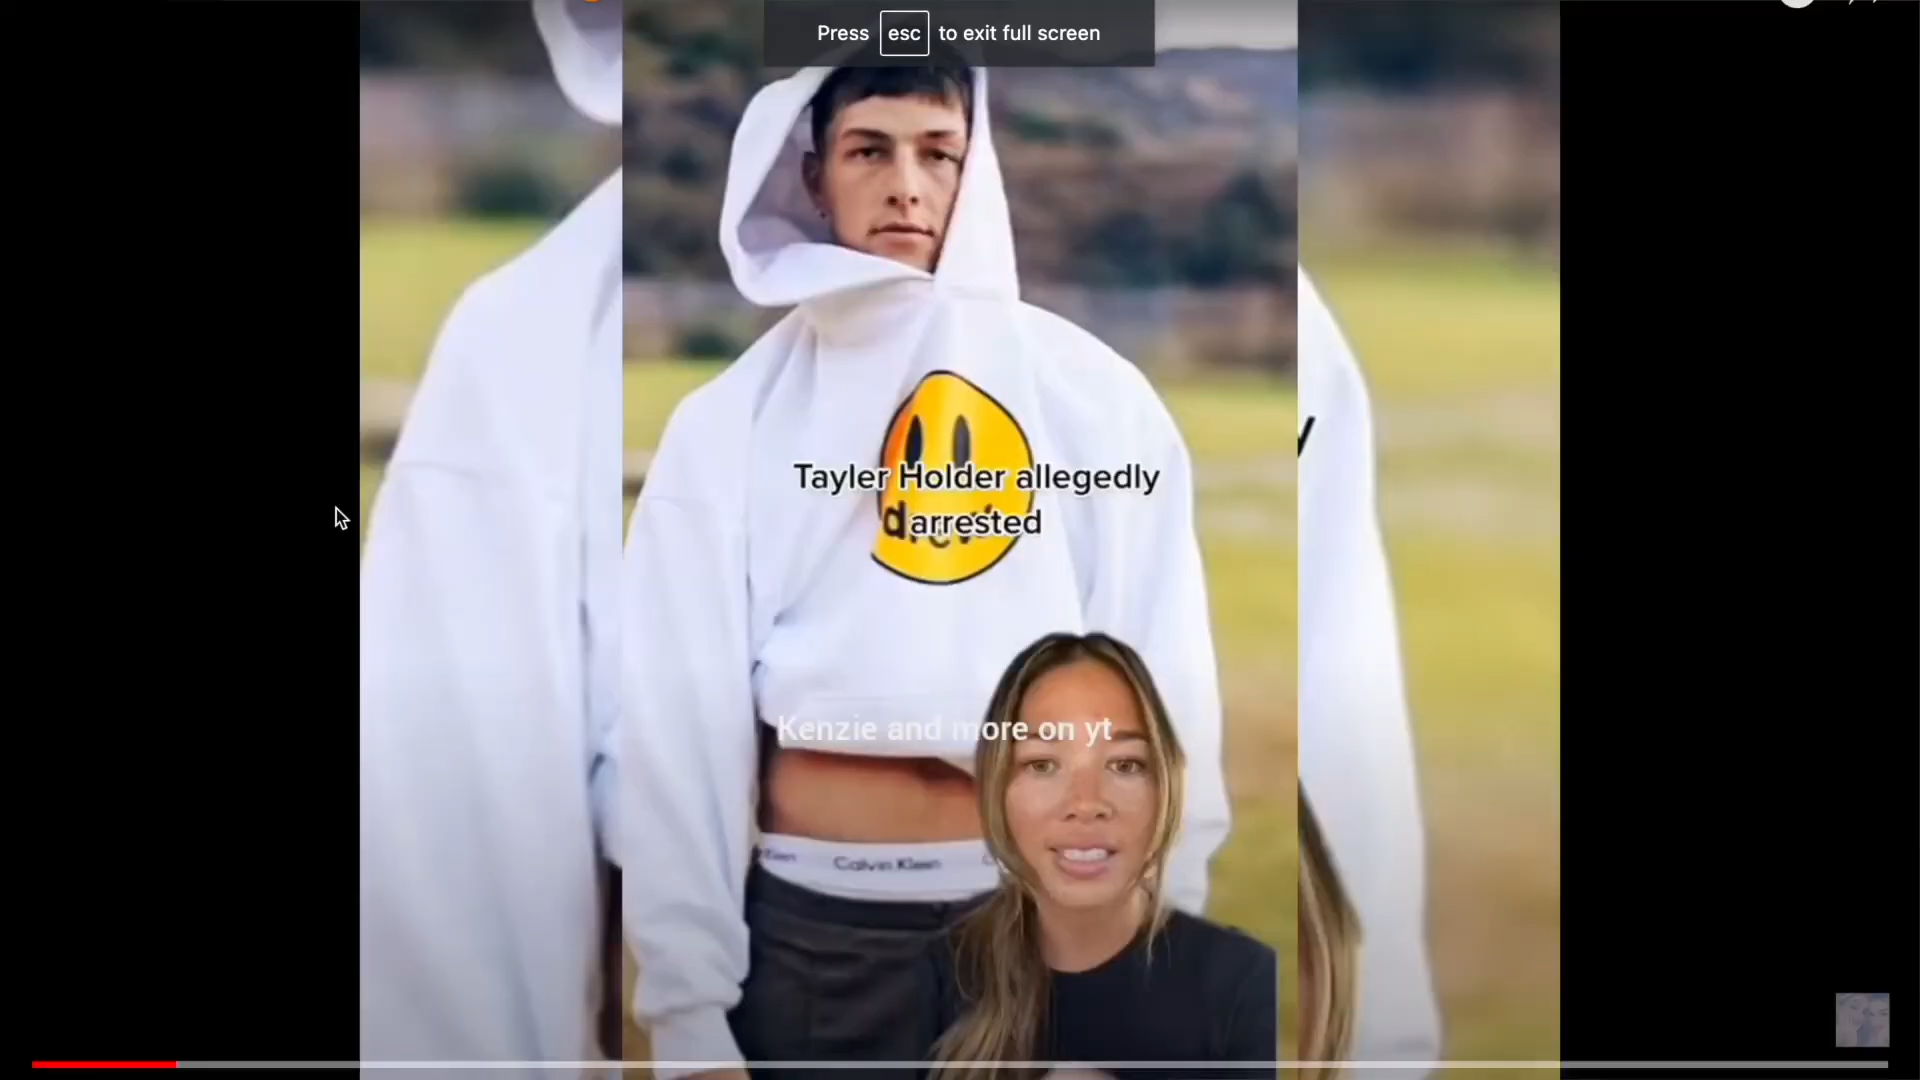 Press esc to exit full screen
Tayler Holder allegedly
arrested
Kenzie and more on yt
Calvin Klein